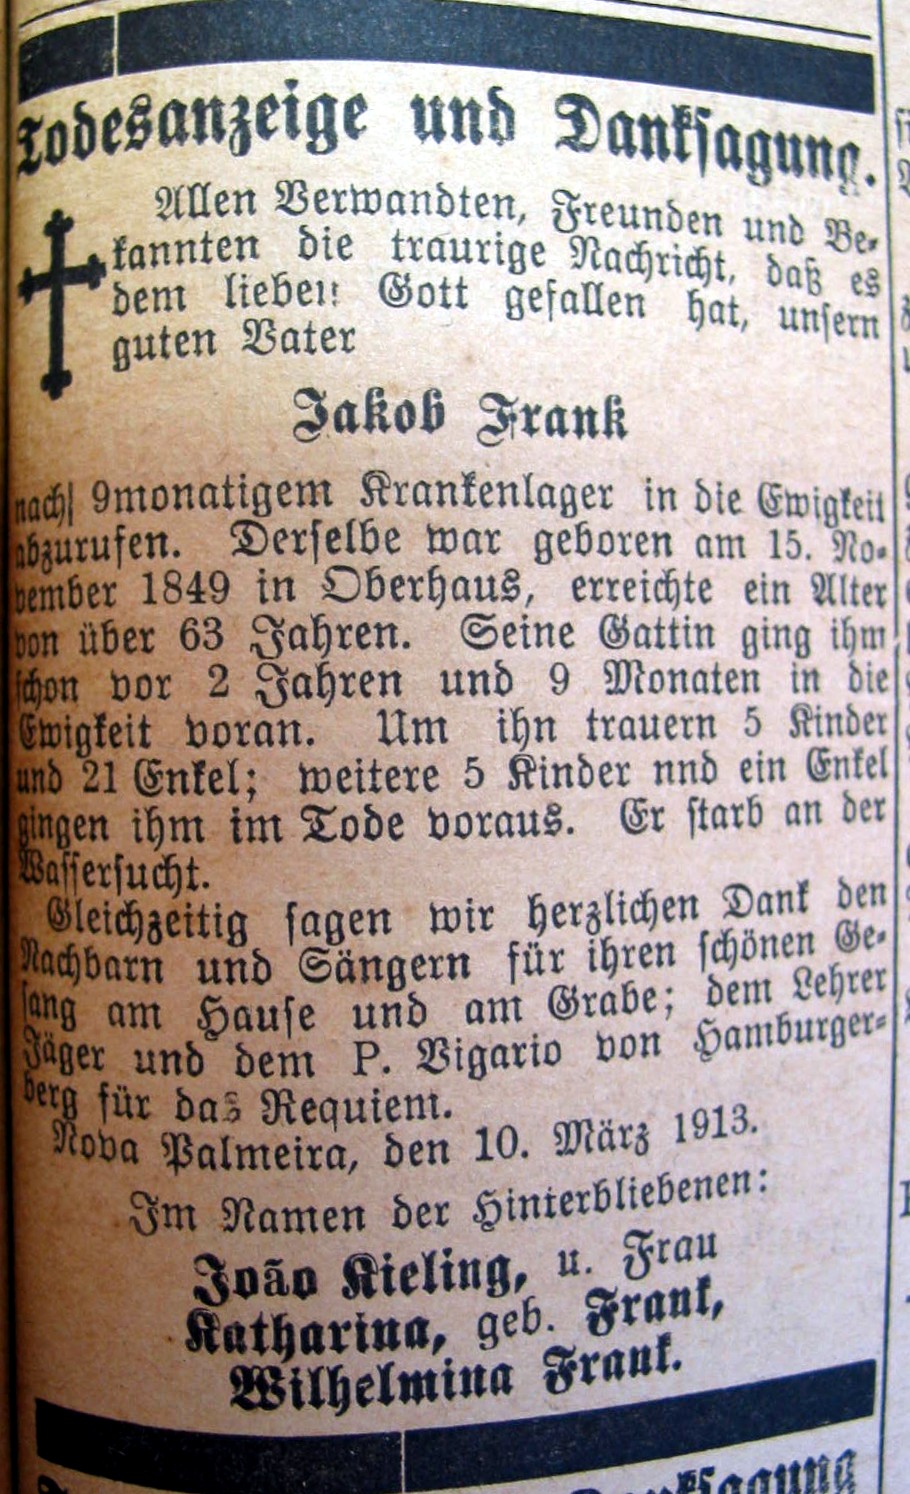 Todesanzeige und Danksagung.
Allen Verwandten, Freunden und Be-
kannten die traurige Nachricht, daß es
dem lieben Gott gefallen hat, unsern
guten Vater
Jakob Frank
nach 9monatigem Krankenlager in die Ewigkeit
abzurufen. Derselbe war geboren am 15. No-
vember 1849 in Oberhaus, erreichte ein Alter
von über 63 Jahren. Seine Gattin ging ihm
schon vor 2 Jahren und 9 Monaten in die
Ewigkeit voran. Um ihn trauern 5 Kinder
und 21 Enkel; weitere 5 Kinder nnd ein Enkel
gingen ihm im Tode voraus. Er starb an der
Wassersucht.
Gleichzeitig sagen wir herzlichen Dank den
Nachbarn und Sängern für ihren schönen Ge-
sang am Hause und am Grabe; dem Lehrer
Jäger und dem P. Vigario von Hamburger-
berg für das Requiem.
Nova Palmeira, den 10. März 1913.
Im Namen der Hinterbliebenen:
João Kieling, u. Frau
Katharina, geb. Frank,
Wilhelmina Frank.
Danksagung